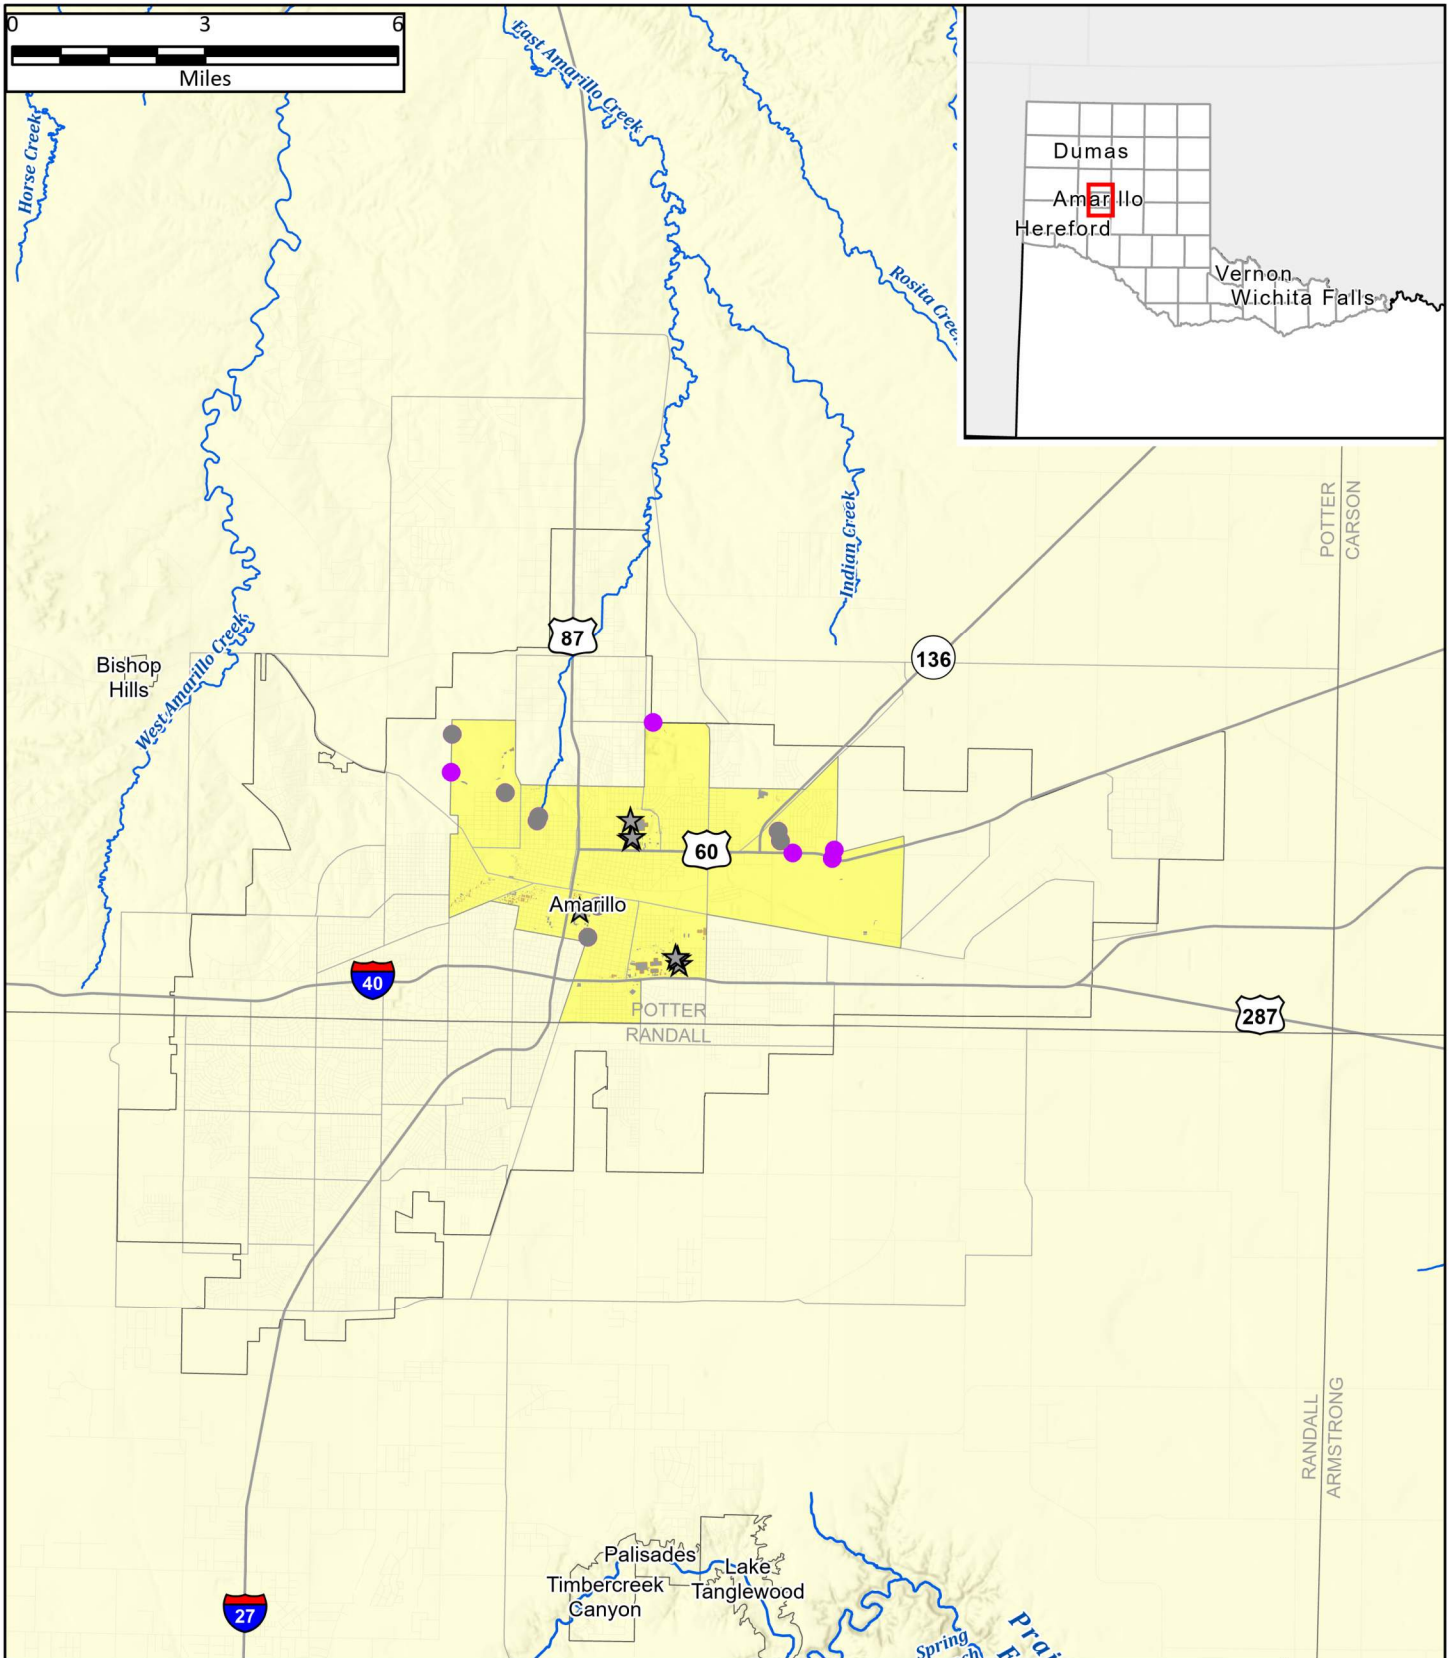 0 3 6
Miles
East Amarillo Creek
Horse Creek
Rosita Creek
Dumas
Amarillo
Hereford
Vernon
Wichita Falls
POTTER
CARSON
Indian Creek
87
136
Bishop
Hills
West Amarillo Creek
60
Amarillo
40
POTTER
RANDALL
287
RANDALL
ARMSTRONG
Palisades
Lake
Tanglewood
Timbercreek
Canyon
27
Spring
Prai